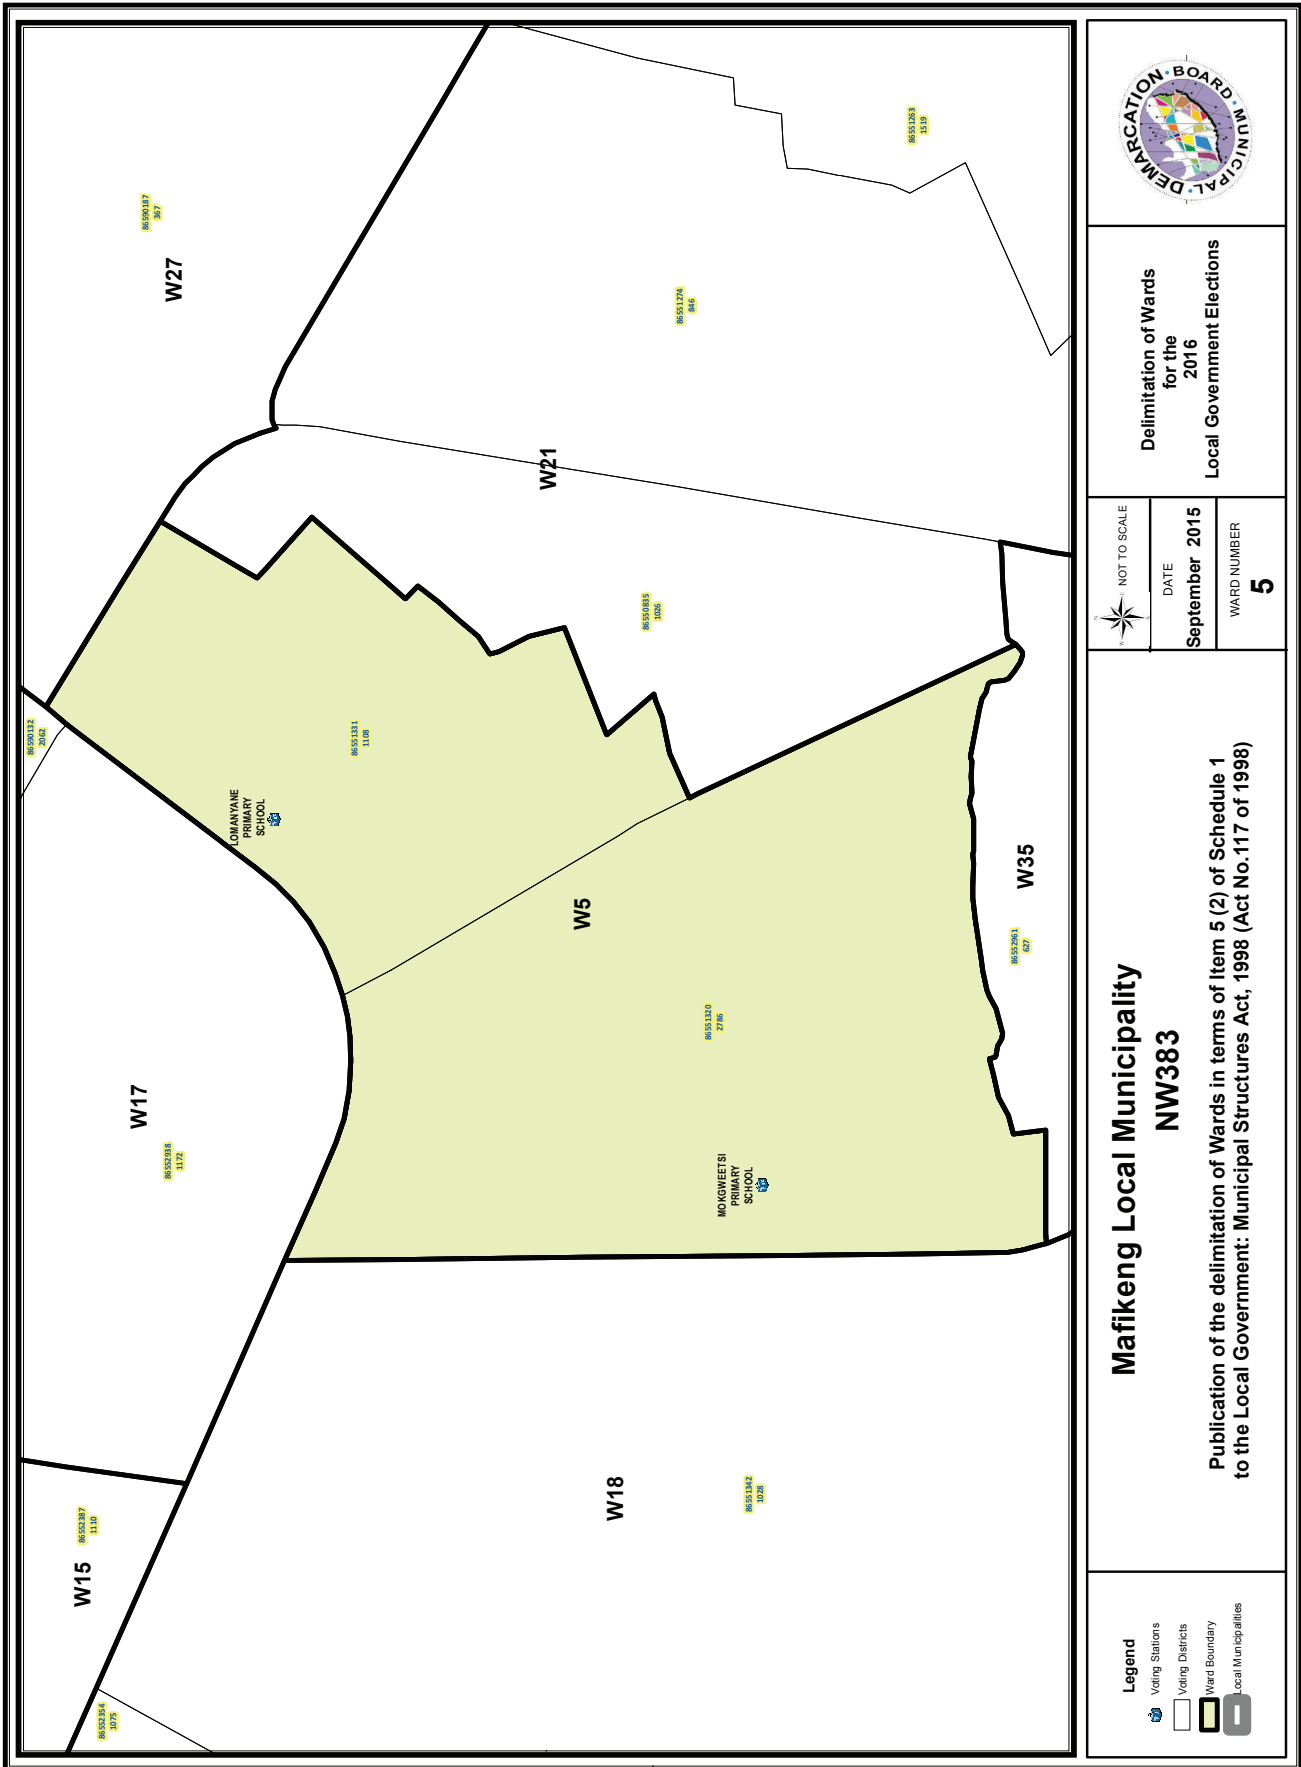 86552354
1075
W15
86552387
1110
W17
86552938
1172
86590132
2062
W27
86590187
367
LOMANYANE
PRIMARY
SCHOOL
86551331
1108
W18
86551342
1028
W5
86551320
2786
MOKGWEETSI
PRIMARY
SCHOOL
W21
86550835
1026
86551274
846
86551263
1519
W35
86552961
627
Legend
Voting Stations
Voting Districts
Ward Boundary
Local Municipalities
Mafikeng Local Municipality
NW383
Publication of the delimitation of Wards in terms of Item 5 (2) of Schedule 1
to the Local Government: Municipal Structures Act, 1998 (Act No.117 of 1998)
N
W
E
S
NOT TO SCALE
DATE
September 2015
WARD NUMBER
5
Delimitation of Wards
for the
2016
Local Government Elections
MUNICIPAL • DEMARCATION • BOARD •